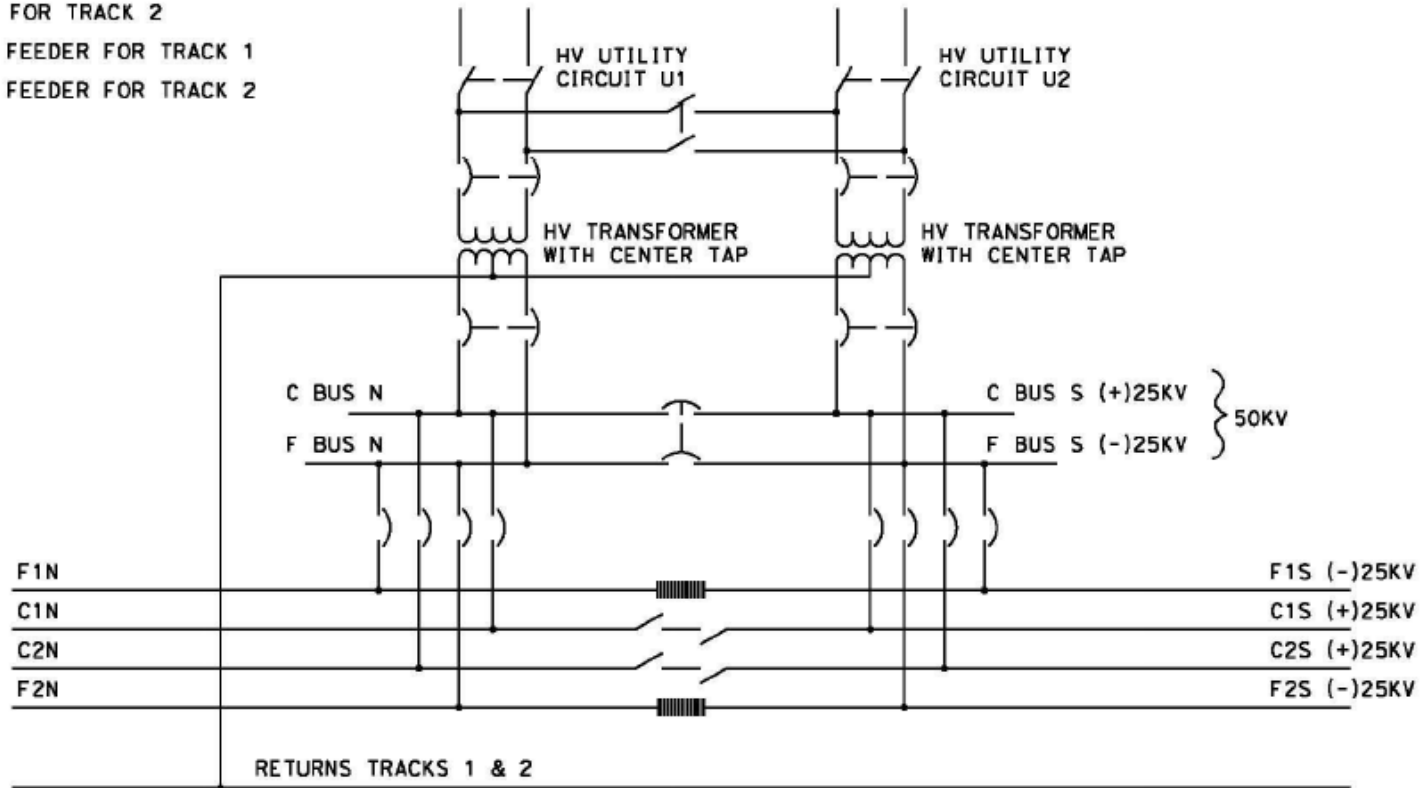 FOR TRACK 2
FEEDER FOR TRACK 1
FEEDER FOR TRACK 2
HV UTILITY
CIRCUIT U1
HV UTILITY
CIRCUIT U2
HV TRANSFORMER
WITH CENTER TAP
HV TRANSFORMER
WITH CENTER TAP
C BUS N
C BUS S (+)25KV
50KV
F BUS N
F BUS S (-)25KV
F1N
F1S (-)25KV
C1N
C1S (+)25KV
C2N
C2S (+)25KV
F2N
F2S (-)25KV
RETURNS TRACKS 1 & 2